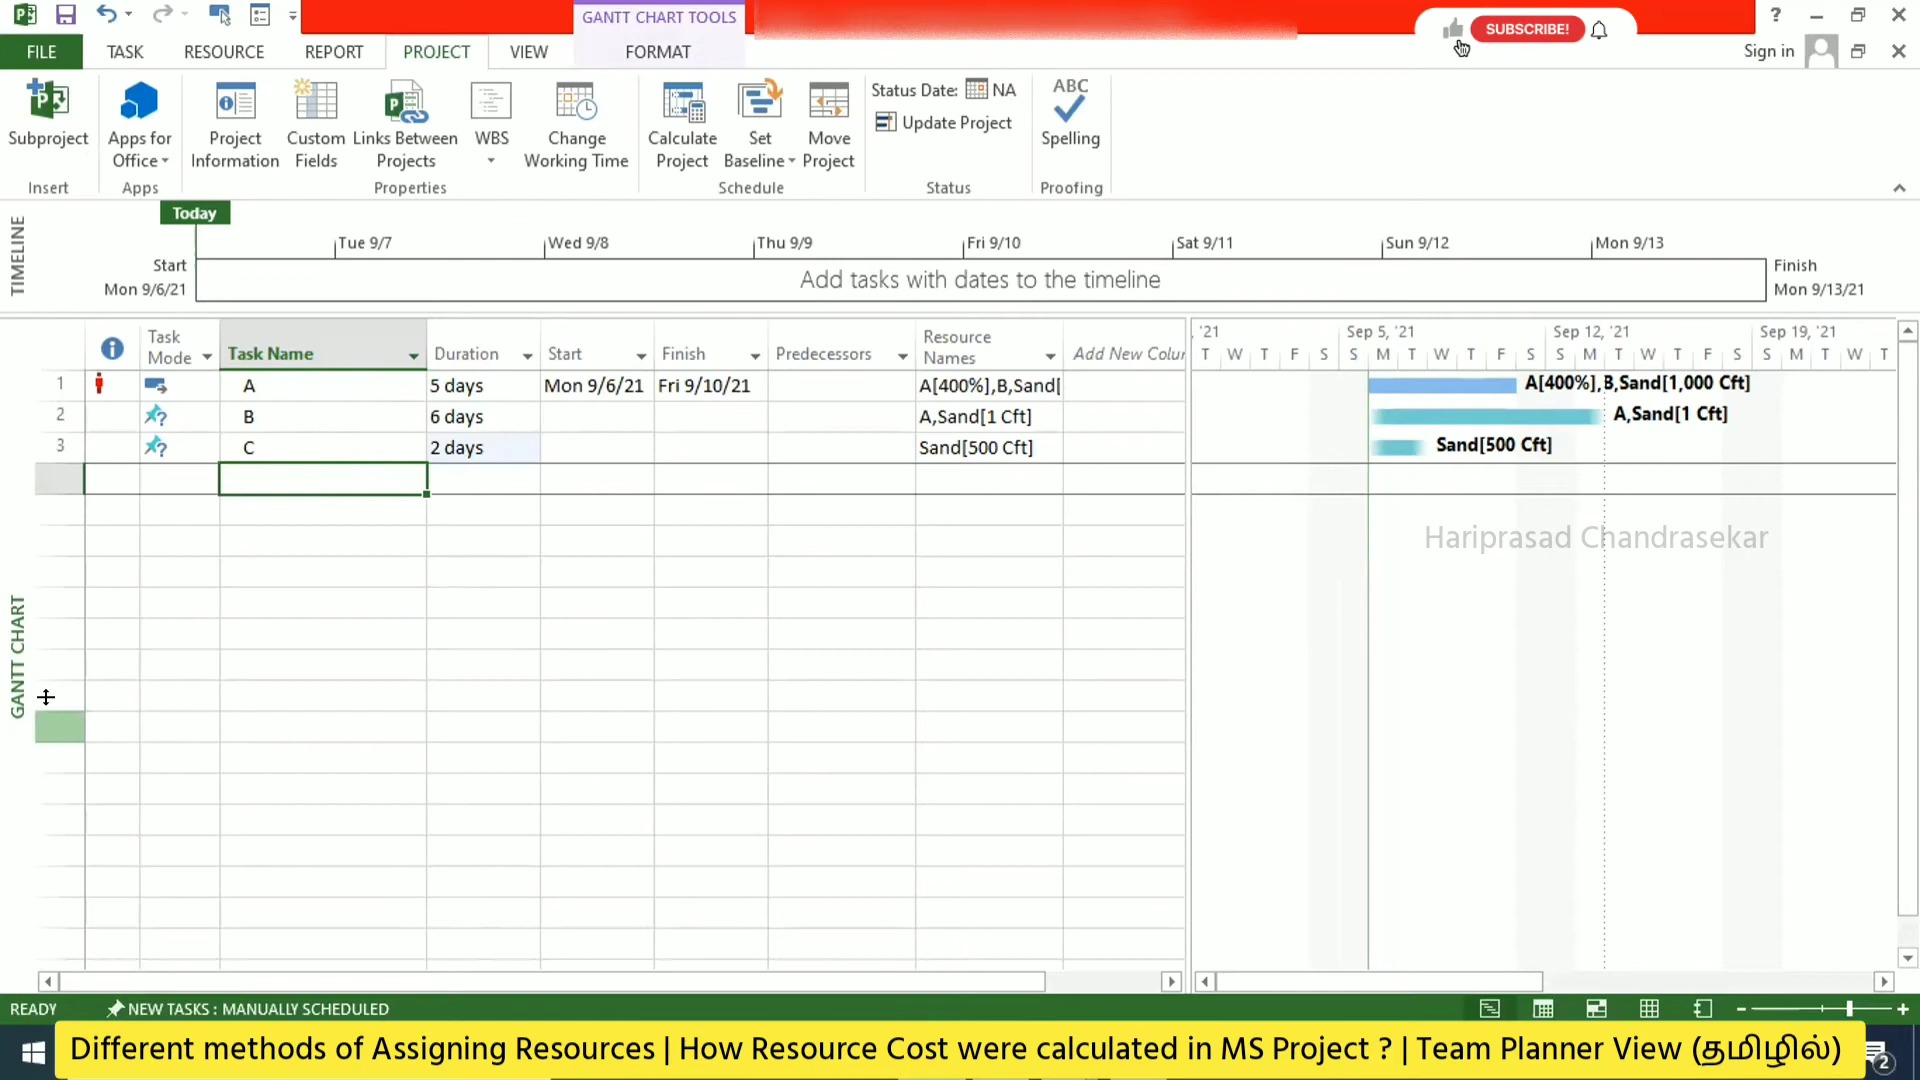 GANTT CHART TOOLS
SUBSCRIBE!
?
FILE TASK RESOURCE REPORT PROJECT VIEW FORMAT Sign in
Subproject
Apps for Office
Project Information
Custom Fields
Links Between Projects
WBS
Change Working Time
Calculate Project
Set Baseline
Move Project
Status Date: NA
Update Project
ABC
Spelling
Insert Apps Properties Schedule Status Proofing
TIMELINE
Today
Tue 9/7 Wed 9/8 Thu 9/9 Fri 9/10 Sat 9/11 Sun 9/12 Mon 9/13
Start
Mon 9/6/21
Add tasks with dates to the timeline
Finish
Mon 9/13/21
GANTT CHART
Task Mode Task Name Duration Start Finish Predecessors Resource Names Add New Colur
'21 Sep 5, '21 Sep 12, '21 Sep 19, '21
T W T F S S M T W T F S S M T W T F S S M T W T
1 A 5 days Mon 9/6/21 Fri 9/10/21 A[400%],B,Sand[ A[400%],B,Sand[1,000 Cft]
2 B 6 days A,Sand[1 Cft] A,Sand[1 Cft]
3 C 2 days Sand[500 Cft] Sand[500 Cft]
Hariprasad Chandrasekar
READY NEW TASKS : MANUALLY SCHEDULED
Different methods of Assigning Resources | How Resource Cost were calculated in MS Project ? | Team Planner View (தமிழில்)
2